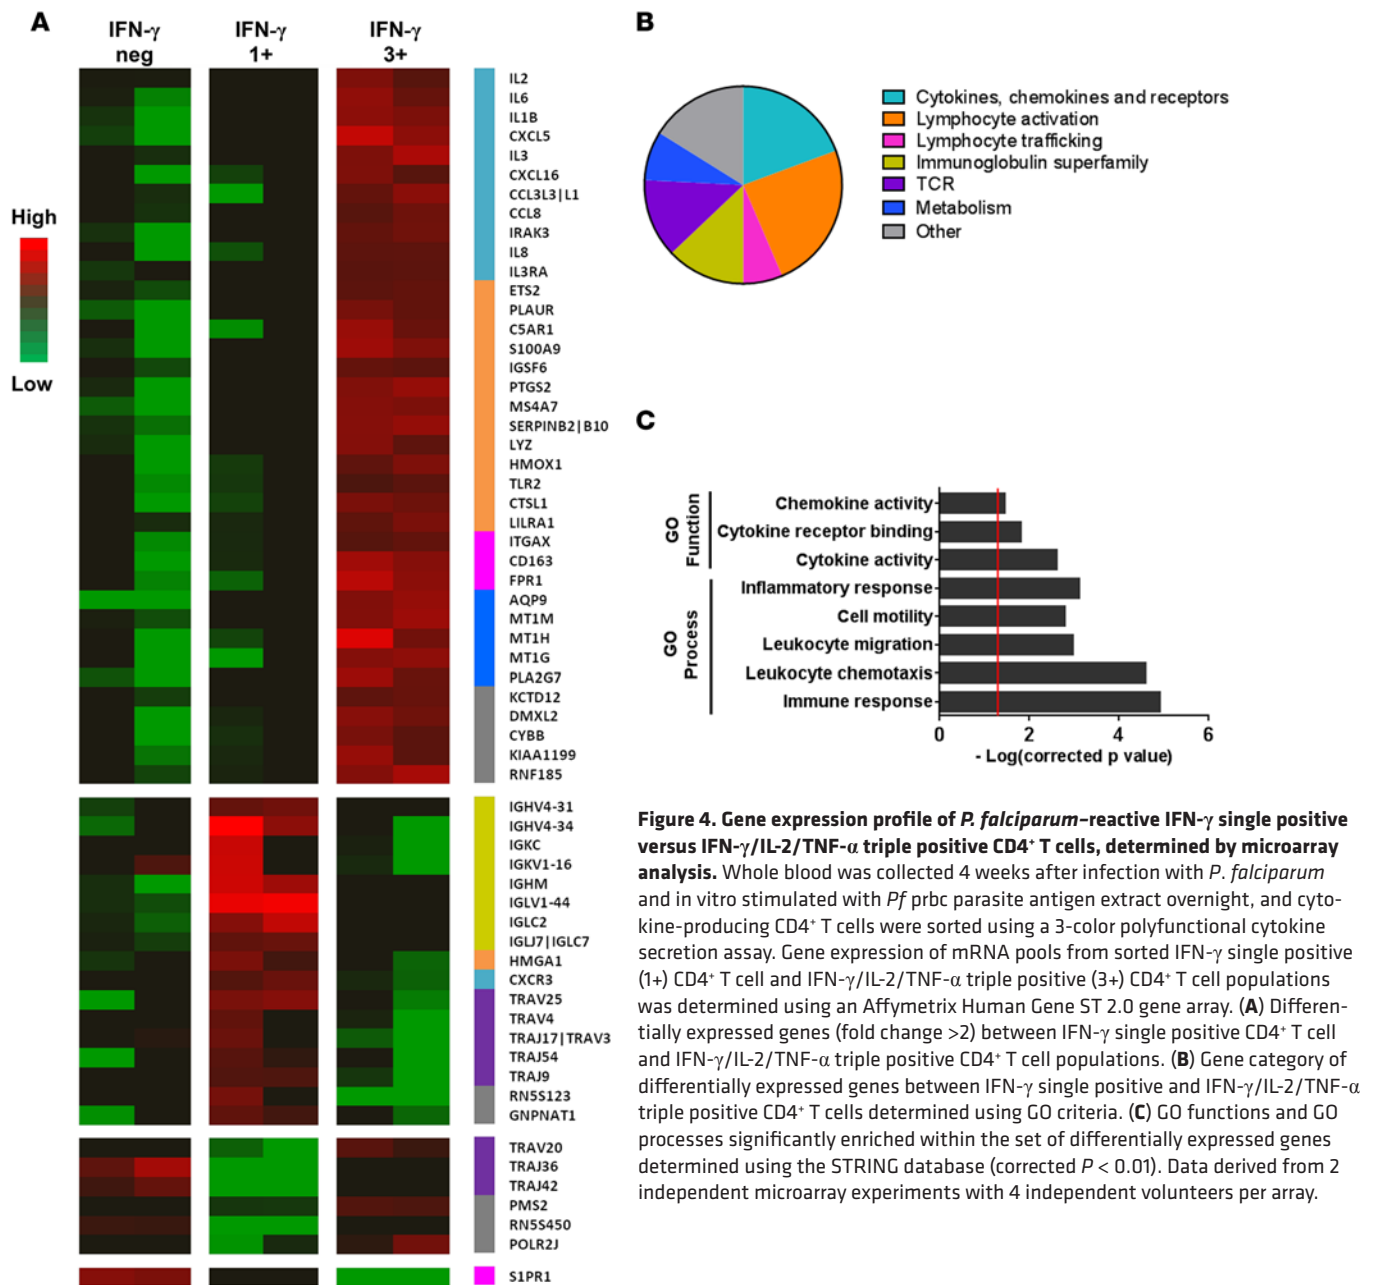 A
IFN-γ
neg
IFN-γ
1+
IFN-γ
3+
High
Low
IL2
IL6
IL1B
CXCL5
IL3
CXCL16
CCL3L3|L1
CCL8
IRAK3
IL8
IL3RA
ETS2
PLAUR
C5AR1
S100A9
IGSF6
PTGS2
MS4A7
SERPINB2|B10
LYZ
HMOX1
TLR2
CTSL1
LILRA1
ITGAX
CD163
FPR1
AQP9
MT1M
MT1H
MT1G
PLA2G7
KCTD12
DMXL2
CYBB
KIAA1199
RNF185
IGHV4-31
IGHV4-34
IGKC
IGKV1-16
IGHM
IGLV1-44
IGLC2
IGLJ7|IGLC7
HMGA1
CXCR3
TRAV25
TRAV4
TRAJ17|TRAV3
TRAJ54
TRAJ9
RN5S123
GNPNAT1
TRAV20
TRAJ36
TRAJ42
PMS2
RN5S450
POLR2J
S1PR1
B
Cytokines, chemokines and receptors
Lymphocyte activation
Lymphocyte trafficking
Immunoglobulin superfamily
TCR
Metabolism
Other
C
GO
Function
Chemokine activity
Cytokine receptor binding
Cytokine activity
GO
Process
Inflammatory response
Cell motility
Leukocyte migration
Leukocyte chemotaxis
Immune response
0 2 4 6
- Log(corrected p value)
Figure 4. Gene expression profile of P. falciparum–reactive IFN-γ single positive
versus IFN-γ/IL-2/TNF-α triple positive CD4⁺ T cells, determined by microarray
analysis. Whole blood was collected 4 weeks after infection with P. falciparum
and in vitro stimulated with Pf prbc parasite antigen extract overnight, and cyto-
kine-producing CD4⁺ T cells were sorted using a 3-color polyfunctional cytokine
secretion assay. Gene expression of mRNA pools from sorted IFN-γ single positive
(1+) CD4⁺ T cell and IFN-γ/IL-2/TNF-α triple positive (3+) CD4⁺ T cell populations
was determined using an Affymetrix Human Gene ST 2.0 gene array. (A) Differen-
tially expressed genes (fold change >2) between IFN-γ single positive CD4⁺ T cell
and IFN-γ/IL-2/TNF-α triple positive CD4⁺ T cell populations. (B) Gene category of
differentially expressed genes between IFN-γ single positive and IFN-γ/IL-2/TNF-α
triple positive CD4⁺ T cells determined using GO criteria. (C) GO functions and GO
processes significantly enriched within the set of differentially expressed genes
determined using the STRING database (corrected P < 0.01). Data derived from 2
independent microarray experiments with 4 independent volunteers per array.